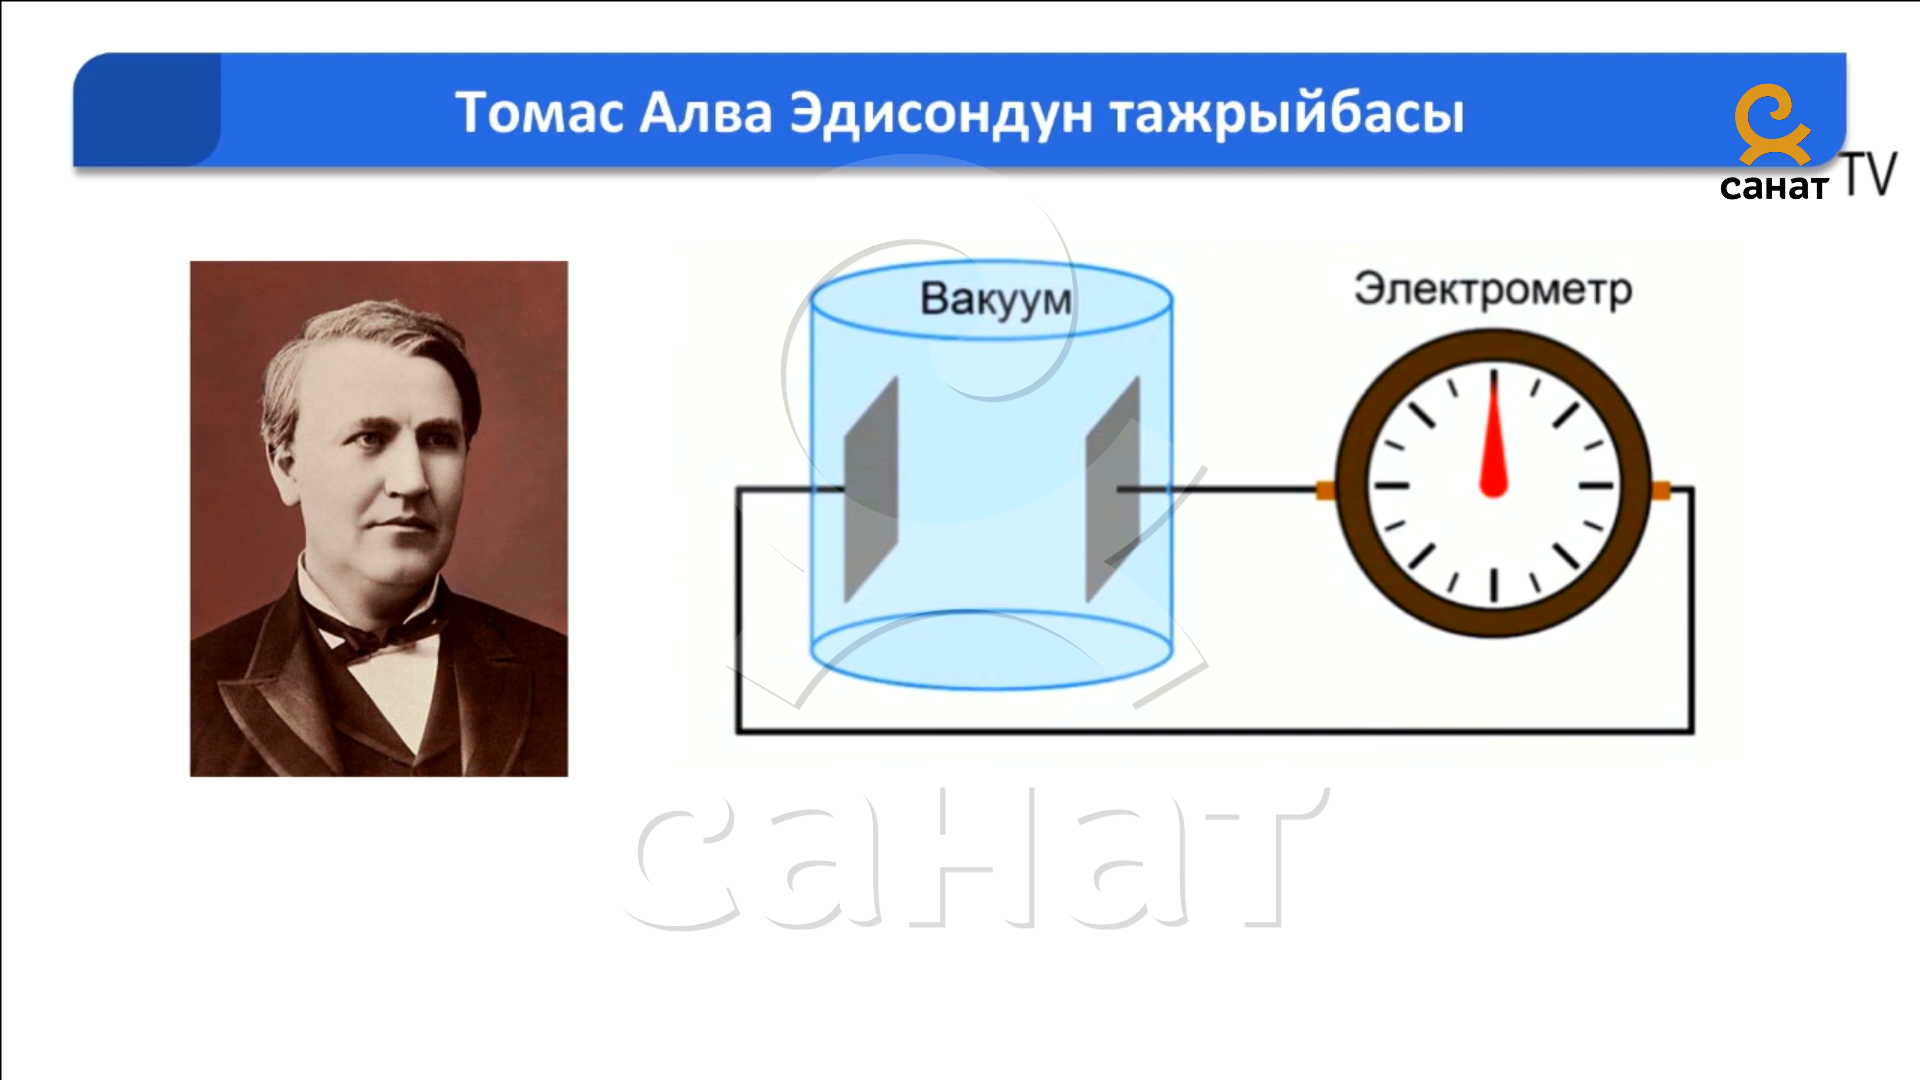 Томас Алва Эдисондун тажрыйбасы
санат TV
Вакуум
Электрометр
санат